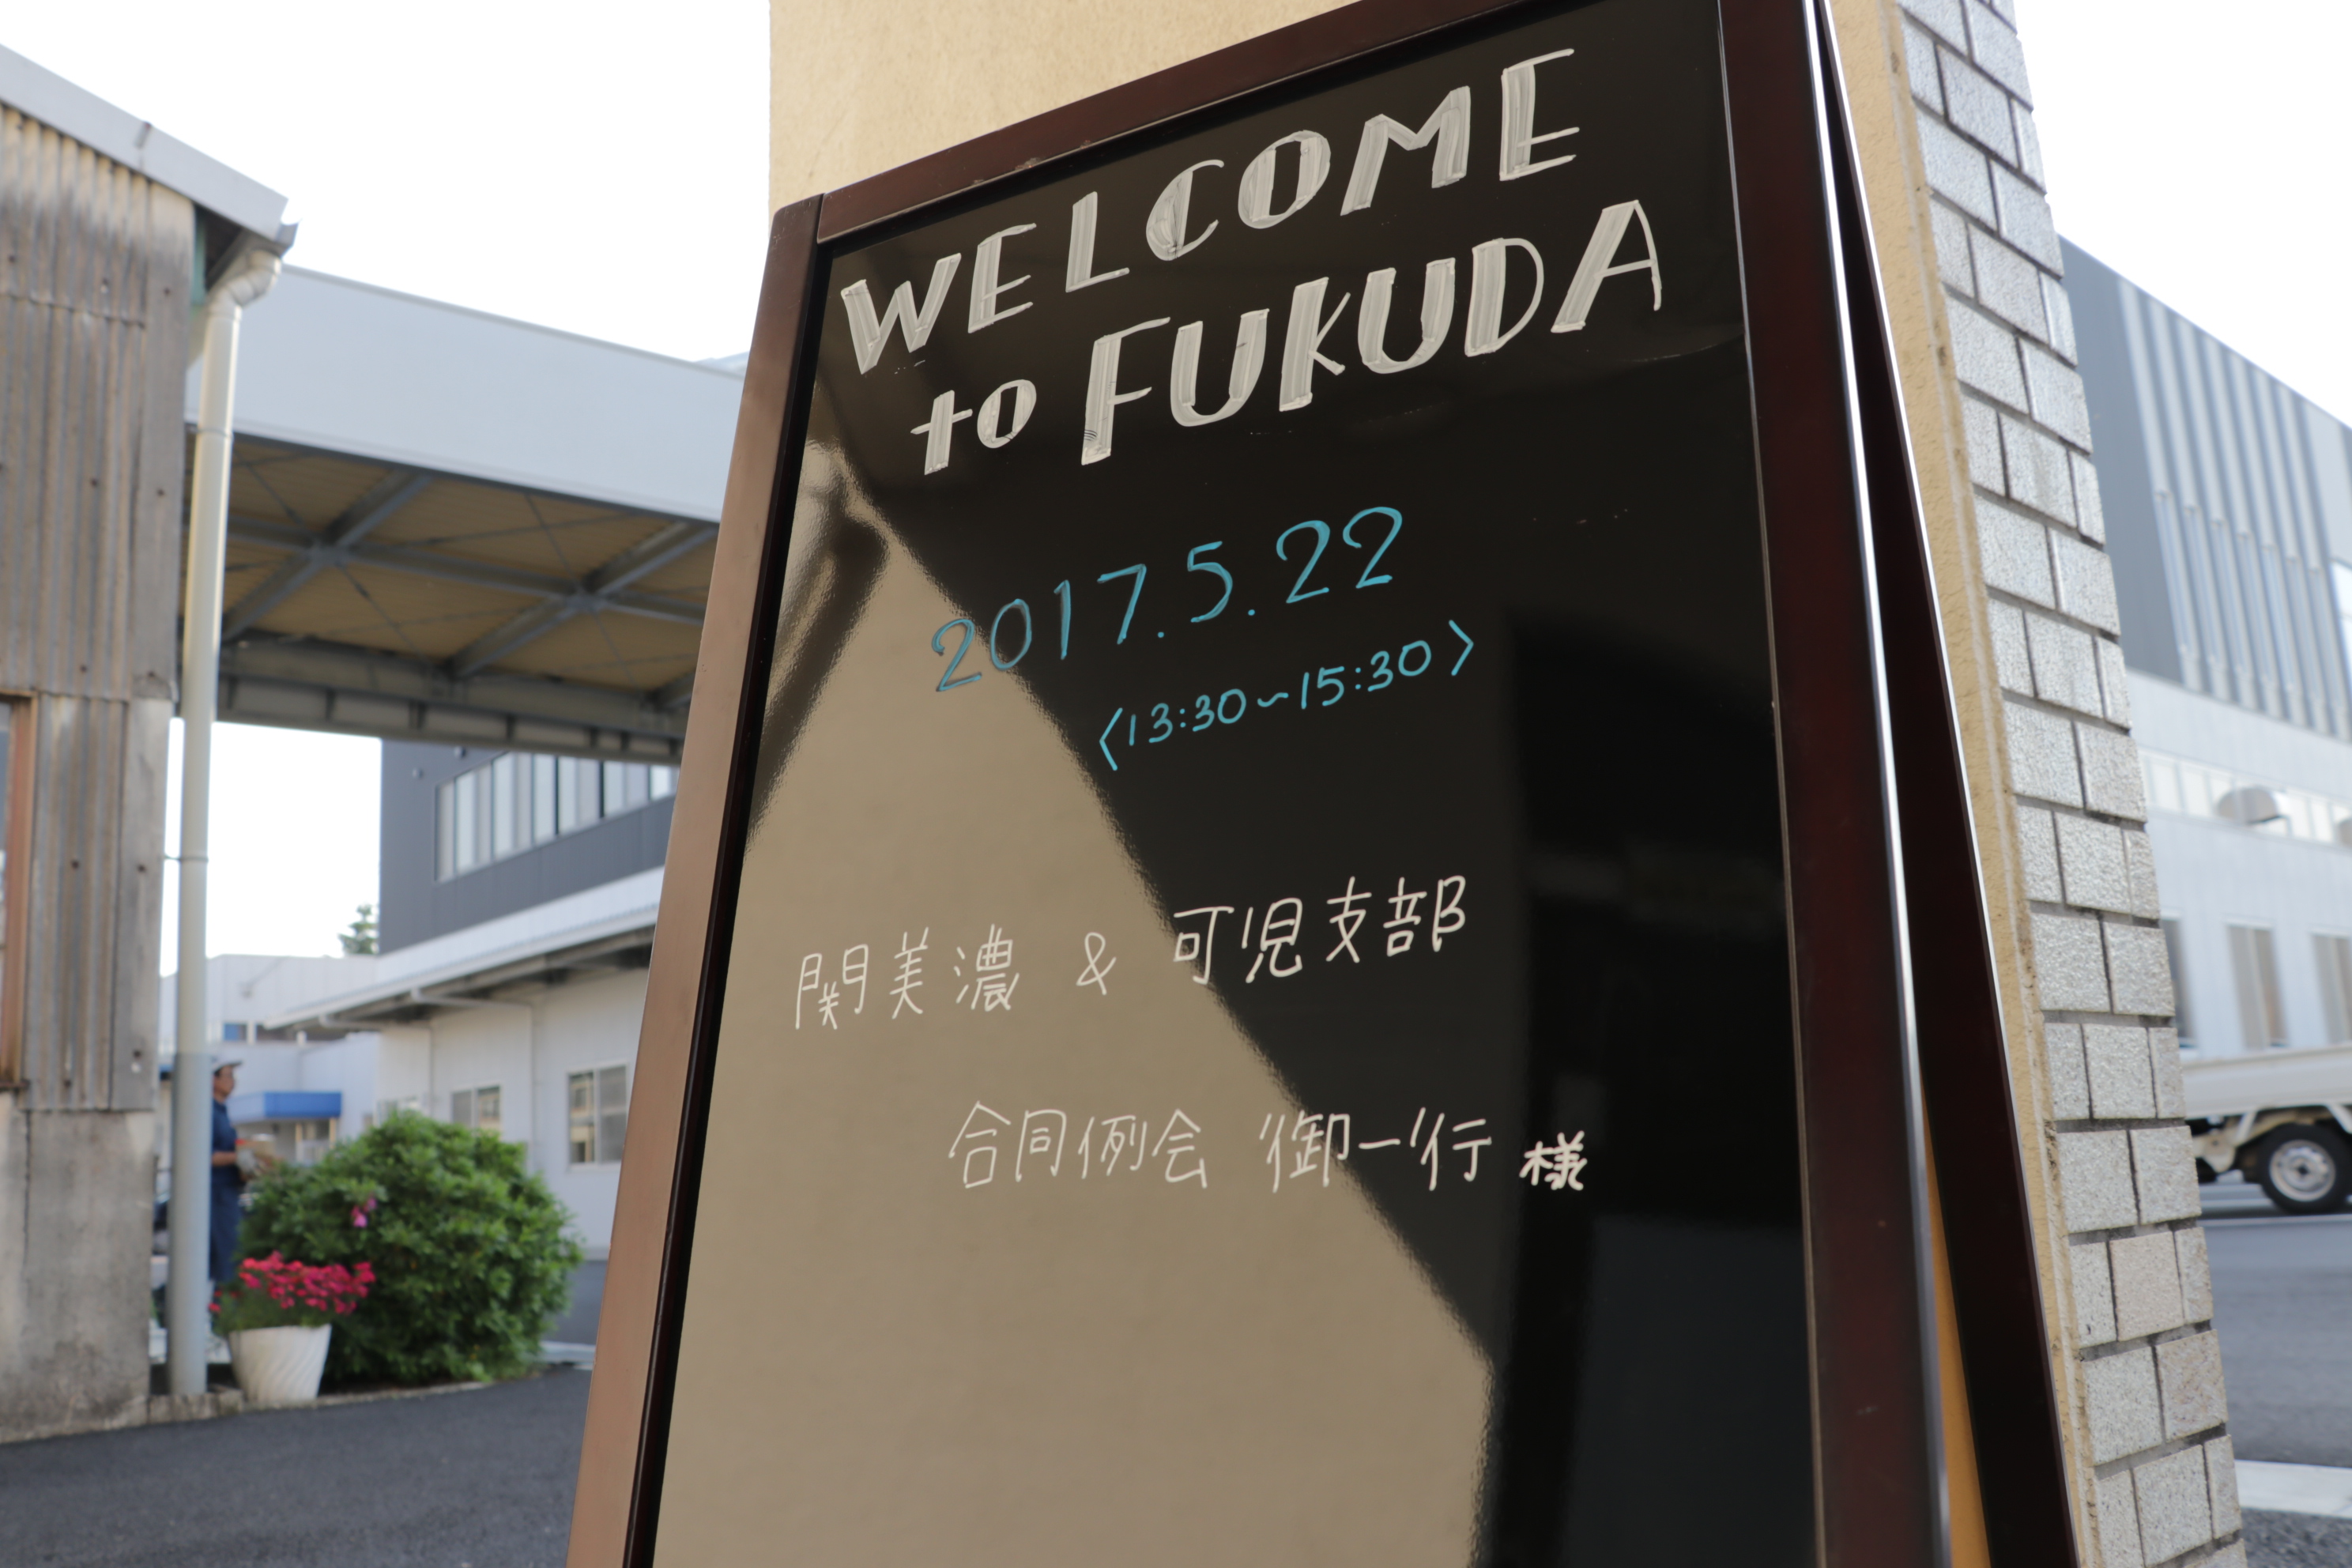 WELCOME
to FUKUDA
2017.5.22
〈13:30~15:30〉
関美濃 & 可児支部
合同例会 御一行 様